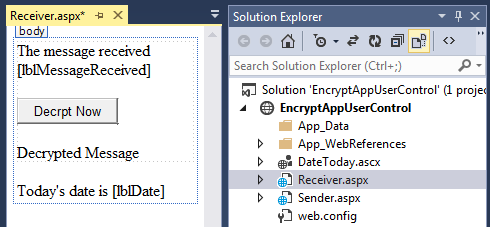 Receiver.aspx*
body
The message received
[lblMessageReceived]
Decrpt Now
Decrypted Message
Today's date is [lblDate]
Solution Explorer
Search Solution Explorer (Ctrl+;)
Solution 'EncryptAppUserControl' (1 projec
EncryptAppUserControl
App_Data
App_WebReferences
DateToday.ascx
Receiver.aspx
Sender.aspx
web.config